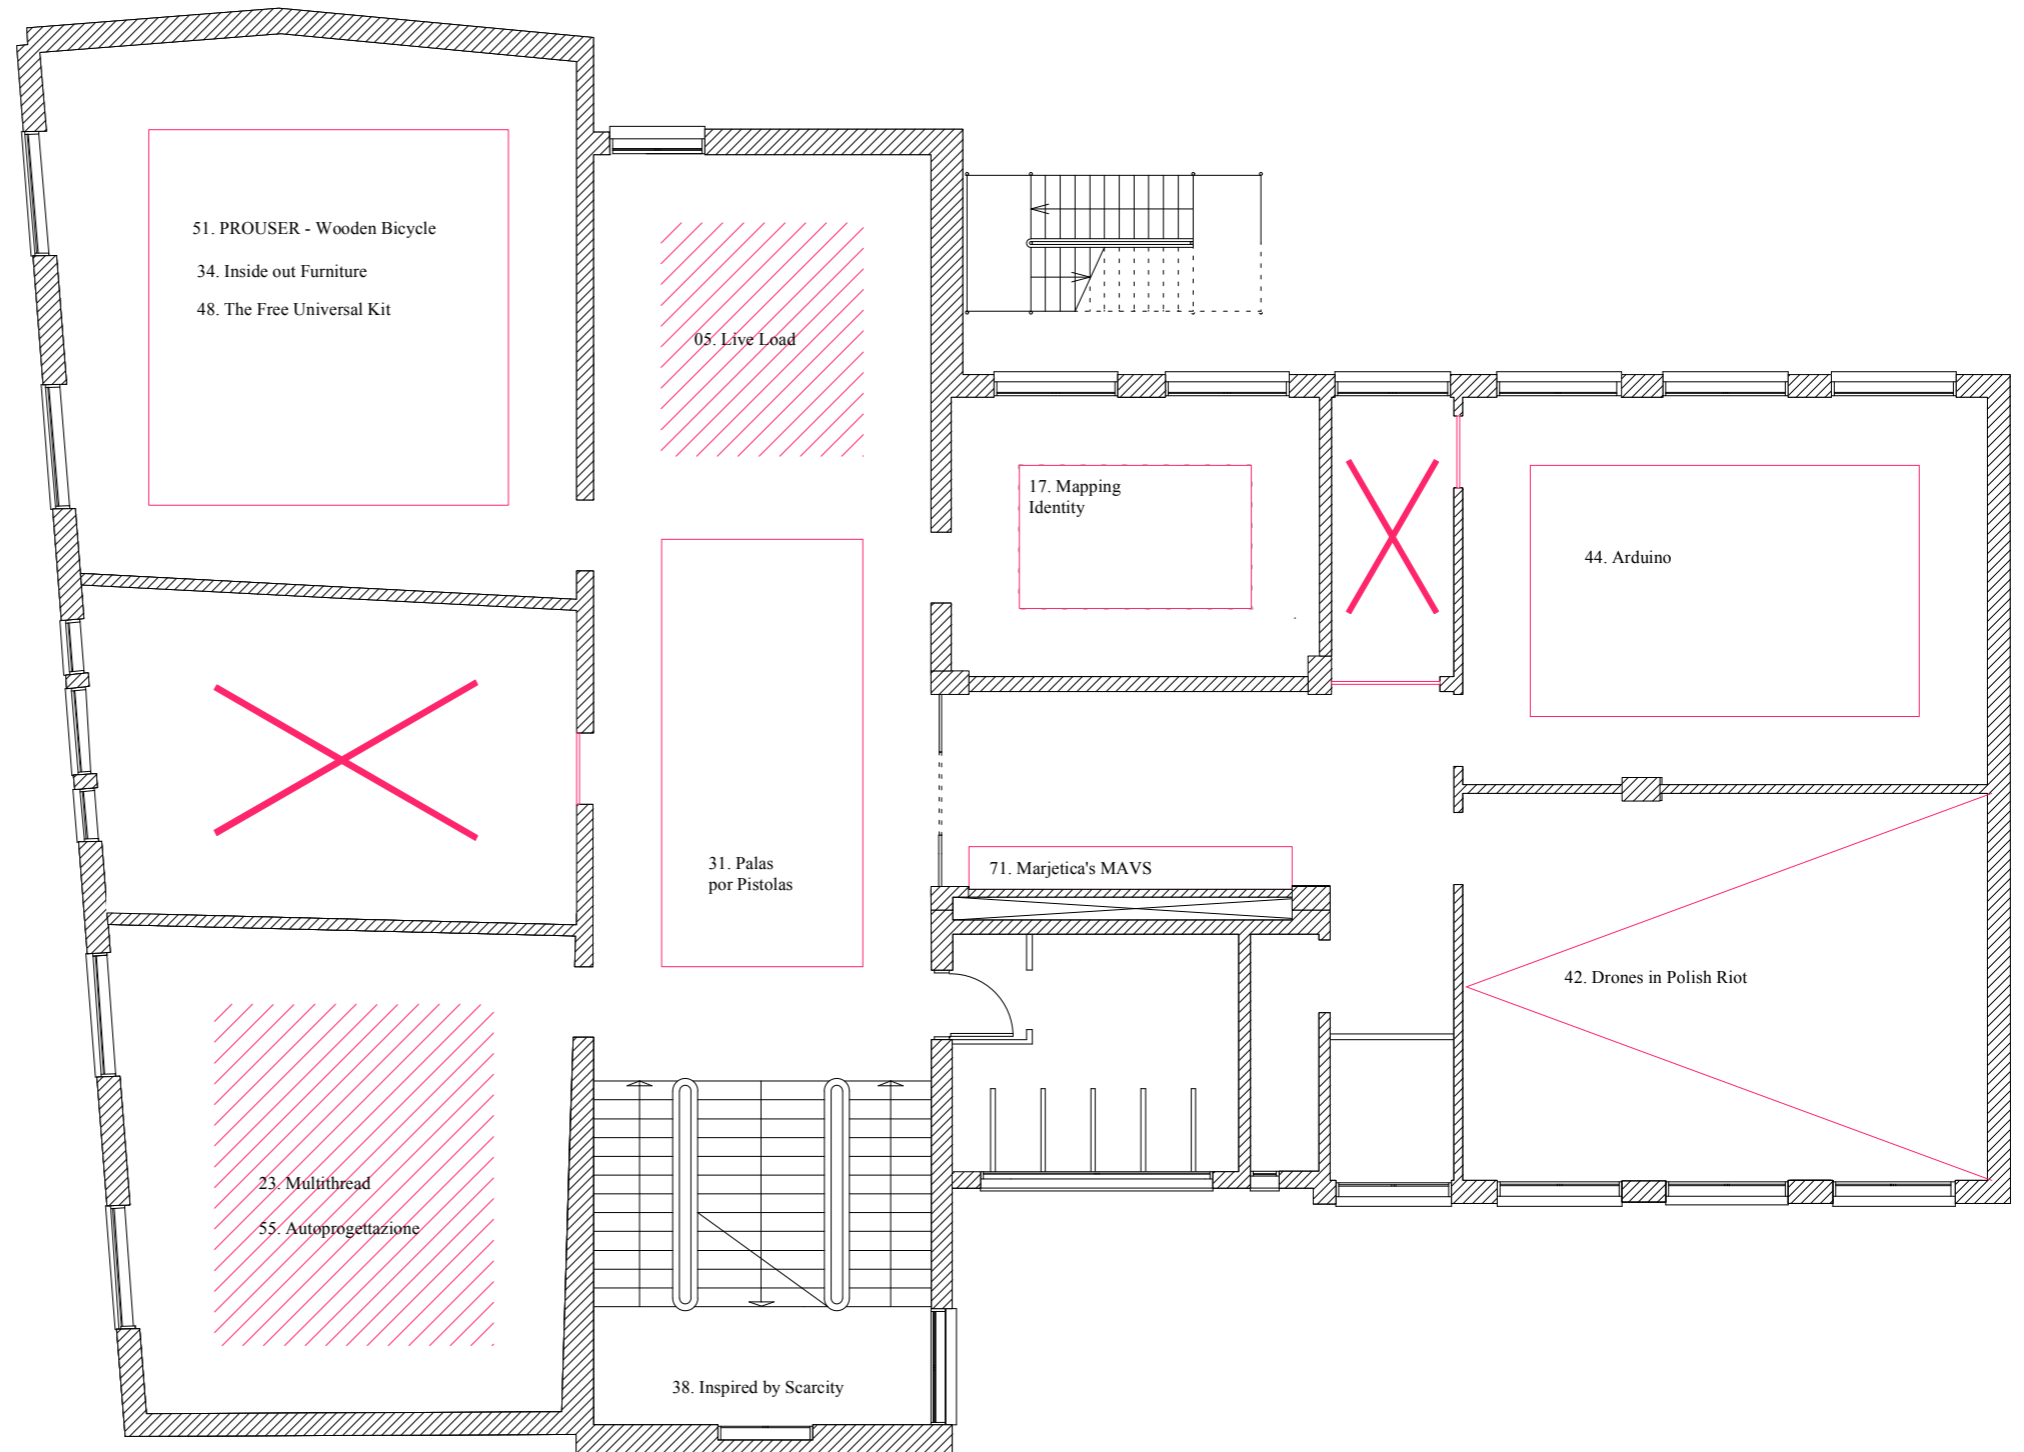 51. PROUSER - Wooden Bicycle
34. Inside out Furniture
48. The Free Universal Kit
05. Live Load
17. Mapping
Identity
44. Arduino
31. Palas
por Pistolas
71. Marjetica's MAVS
42. Drones in Polish Riot
23. Multithread
55. Autoprogettazione
38. Inspired by Scarcity